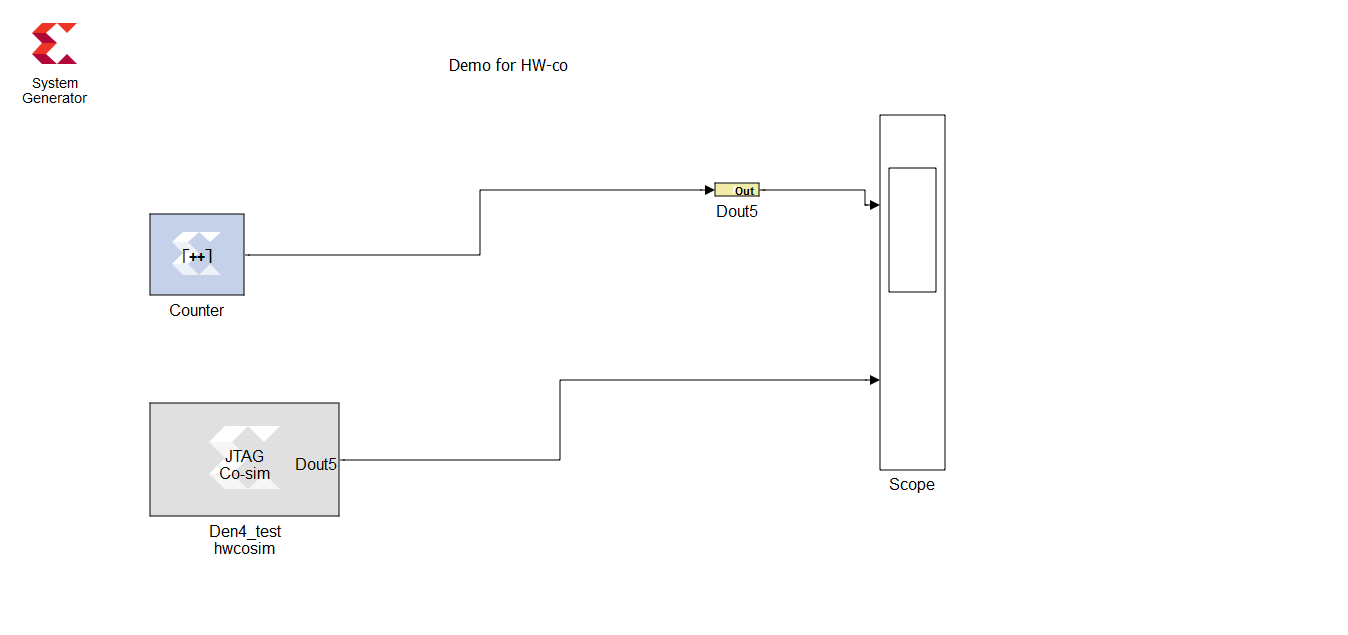 System
Generator
Demo for HW-co
Out
Dout5
[++]
Counter
JTAG
Co-sim
Dout5
Den4_test
hwcosim
Scope